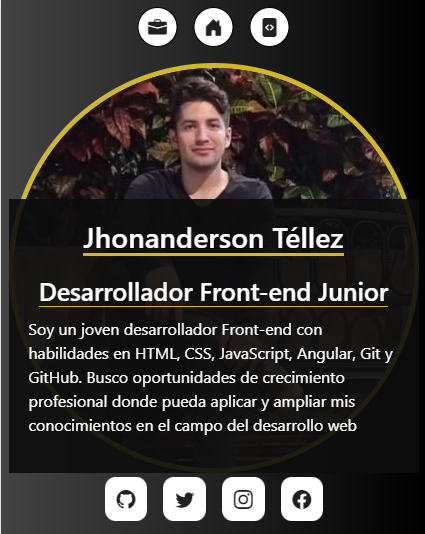 Jhonanderson Téllez
Desarrollador Front-end Junior
Soy un joven desarrollador Front-end con
habilidades en HTML, CSS, JavaScript, Angular, Git y
GitHub. Busco oportunidades de crecimiento
profesional donde pueda aplicar y ampliar mis
conocimientos en el campo del desarrollo web